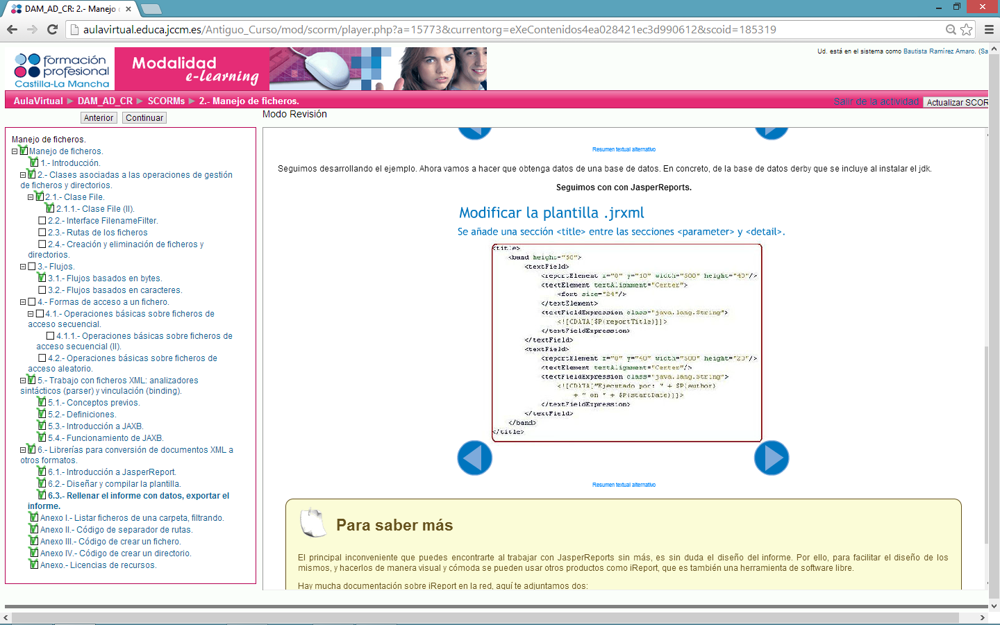 DAM_AD_CR: 2.- Manejo
aulavirtual.educa.jccm.es/Antiguo_Curso/mod/scorm/player.php?a=15773&currentorg=eXeContenidos4ea028421ec3d990612&scoid=185319
formación
profesional
Castilla-La Mancha
Modalidad
e-learning
Ud. está en el sistema como Bautista Ramírez Amaro. (Sa
AulaVirtual ► DAM_AD_CR ► SCORMs ► 2.- Manejo de ficheros.
Salir de la actividad
Actualizar SCOR
Anterior
Continuar
Modo Revisión
Manejo de ficheros.
Manejo de ficheros.
1.- Introducción.
2.- Clases asociadas a las operaciones de gestión
de ficheros y directorios.
2.1.- Clase File.
2.1.1.- Clase File (II).
2.2.- Interface FilenameFilter.
2.3.- Rutas de los ficheros
2.4.- Creación y eliminación de ficheros y
directorios.
3.- Flujos.
3.1.- Flujos basados en bytes.
3.2.- Flujos basados en caracteres.
4.- Formas de acceso a un fichero.
4.1.- Operaciones básicas sobre ficheros de
acceso secuencial.
4.1.1.- Operaciones básicas sobre ficheros de
acceso secuencial (II).
4.2.- Operaciones básicas sobre ficheros de
acceso aleatorio.
5.- Trabajo con ficheros XML: analizadores
sintácticos (parser) y vinculación (binding).
5.1.- Conceptos previos.
5.2.- Definiciones.
5.3.- Introducción a JAXB.
5.4.- Funcionamiento de JAXB.
6.- Librerías para conversión de documentos XML a
otros formatos.
6.1.- Introducción a JasperReport.
6.2.- Diseñar y compilar la plantilla.
6.3.- Rellenar el informe con datos, exportar el
informe.
Anexo I.- Listar ficheros de una carpeta, filtrando.
Anexo II.- Código de separador de rutas.
Anexo III.- Código de crear un fichero.
Anexo IV.- Código de crear un directorio.
Anexo.- Licencias de recursos.
Resumen textual alternativo
Seguimos desarrollando el ejemplo. Ahora vamos a hacer que obtenga datos de una base de datos. En concreto, de la base de datos derby que se incluye al instalar el jdk.
Seguimos con con JasperReports.
Modificar la plantilla .jrxml
Se añade una sección <title> entre las secciones <parameter> y <detail>.
<title>
<band height="50">
<textField>
<reportElement x="0" y="10" width="500" height="40"/>
<textElement textAlignment="Center">
<font size="24"/>
</textElement>
<textFieldExpression class="java.lang.String">
<![CDATA[$P{reportTitle}]]>
</textFieldExpression>
</textField>
<textField>
<reportElement x="0" y="40" width="500" height="20"/>
<textElement textAlignment="Center"/>
<textFieldExpression class="java.lang.String">
<![CDATA["Ejecutado por: " + $P{author}
+ " on " + $P{startDate}]]>
</textFieldExpression>
</textField>
</band>
</title>
Resumen textual alternativo
Para saber más
El principal inconveniente que puedes encontrarte al trabajar con JasperReports sin más, es sin duda el diseño del informe. Por ello, para facilitar el diseño de los
mismos, y hacerlos de manera visual y cómoda se pueden usar otros productos como iReport, que es también una herramienta de software libre.
Hay mucha documentación sobre iReport en la red, aquí te adjuntamos dos: